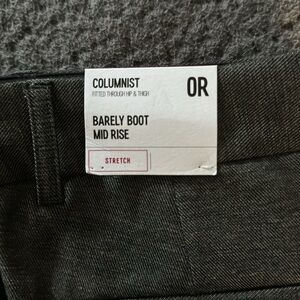 COLUMNIST
FITTED THROUGH HIP & THIGH
0R
BARELY BOOT
MID RISE
STRETCH